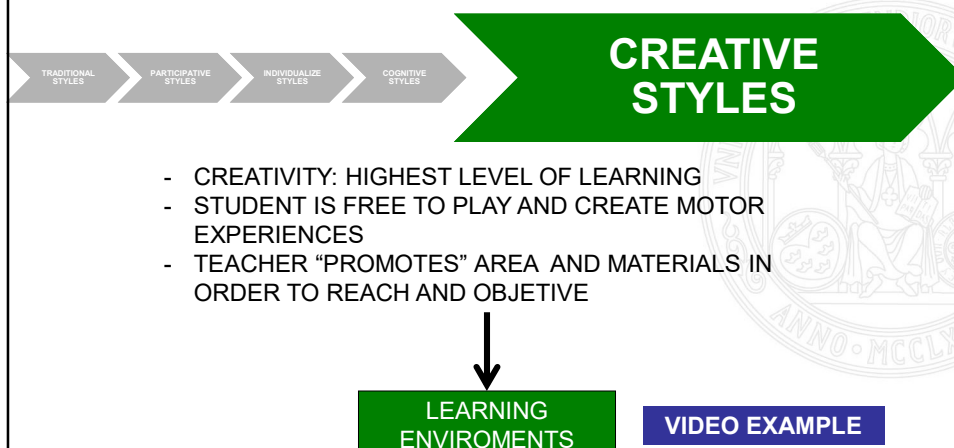 TRADITIONAL
STYLES
PARTICIPATIVE
STYLES
INDIVIDUALIZE
STYLES
COGNITIVE
STYLES
CREATIVE
STYLES
- CREATIVITY: HIGHEST LEVEL OF LEARNING
- STUDENT IS FREE TO PLAY AND CREATE MOTOR
EXPERIENCES
- TEACHER “PROMOTES” AREA AND MATERIALS IN
ORDER TO REACH AND OBJETIVE
LEARNING
ENVIROMENTS
VIDEO EXAMPLE
ANNO • MCCL